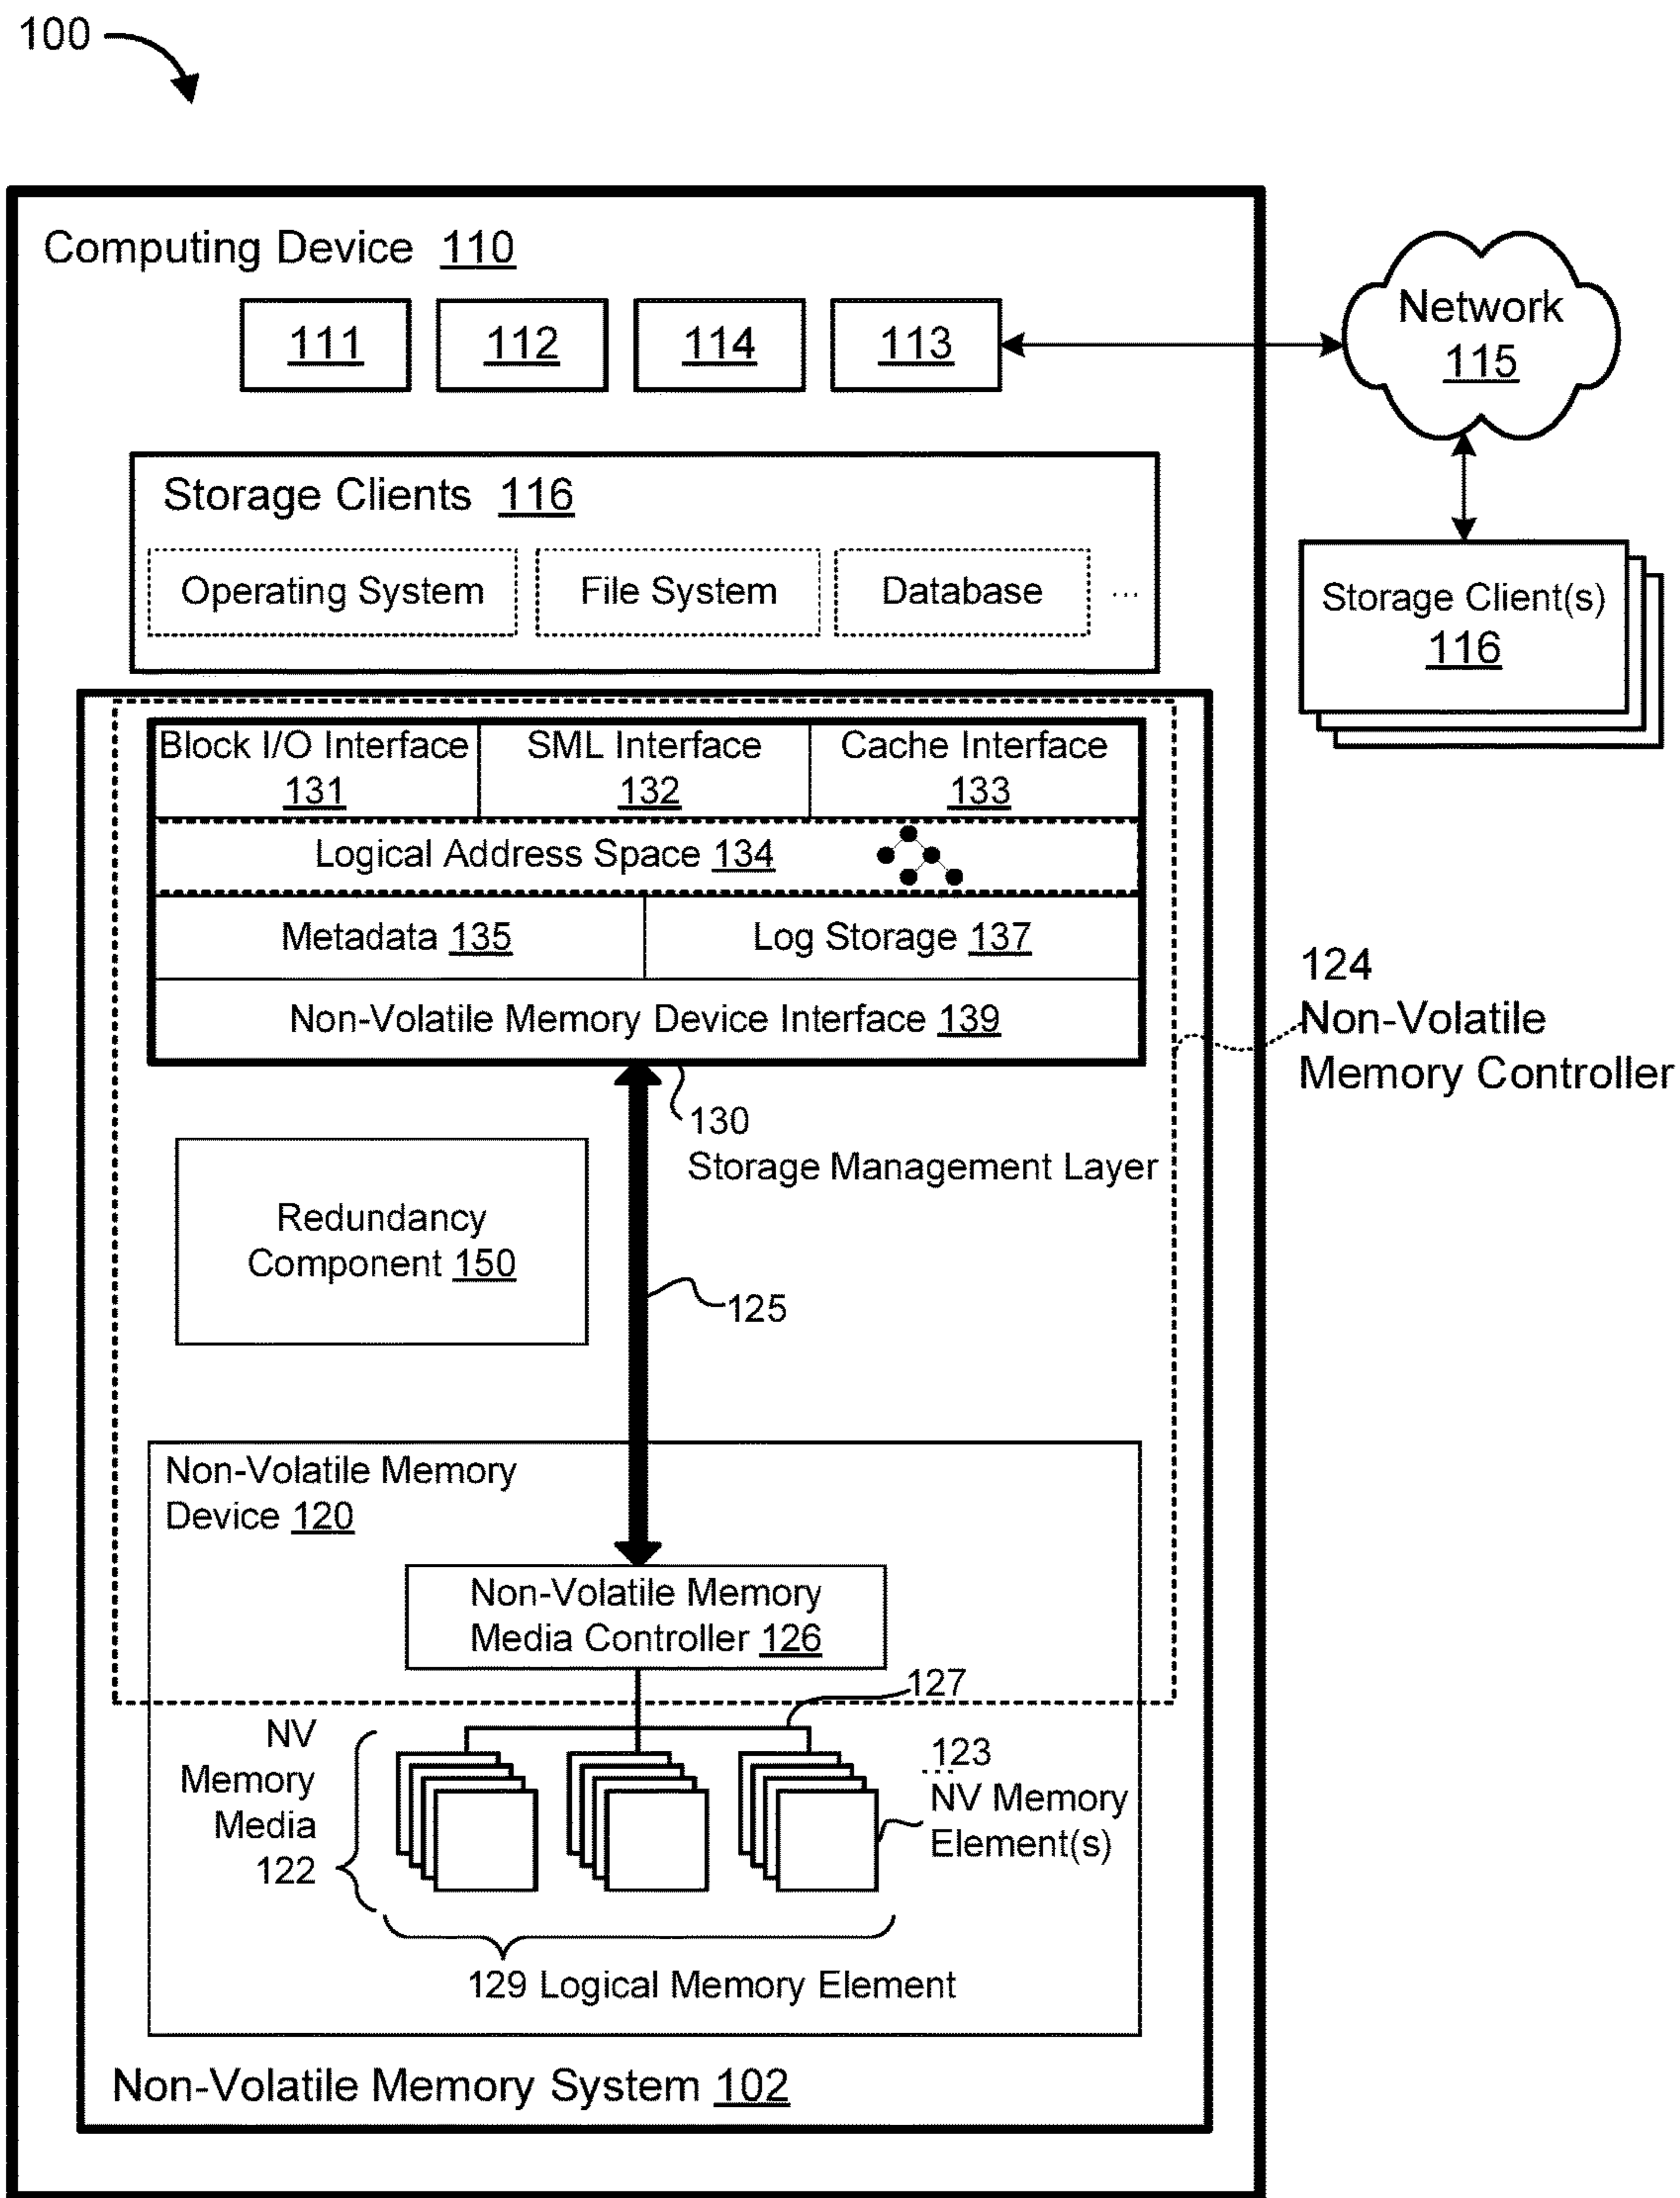 100
Computing Device 110
111
112
114
113
Network
115
Storage Clients 116
Operating System
File System
Database
...
Storage Client(s)
116
Block I/O Interface
131
SML Interface
132
Cache Interface
133
Logical Address Space 134
Metadata 135
Log Storage 137
Non-Volatile Memory Device Interface 139
124
Non-Volatile
Memory Controller
130
Storage Management Layer
Redundancy
Component 150
125
Non-Volatile Memory
Device 120
Non-Volatile Memory
Media Controller 126
127
NV
Memory
Media
122
123
NV Memory
Element(s)
129 Logical Memory Element
Non-Volatile Memory System 102